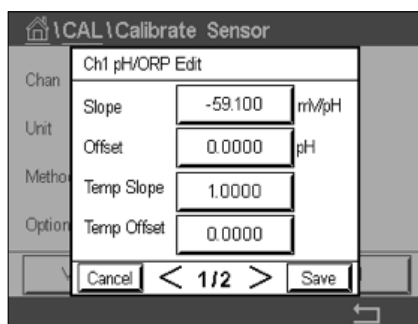 \CAL\Calibrate Sensor
Ch1 pH/ORP Edit
Chan
Slope -59.100 mV/pH
Unit
Offset 0.0000 pH
Temp Slope 1.0000
Option Temp Offset 0.0000
Cancel < 1/2 > Save